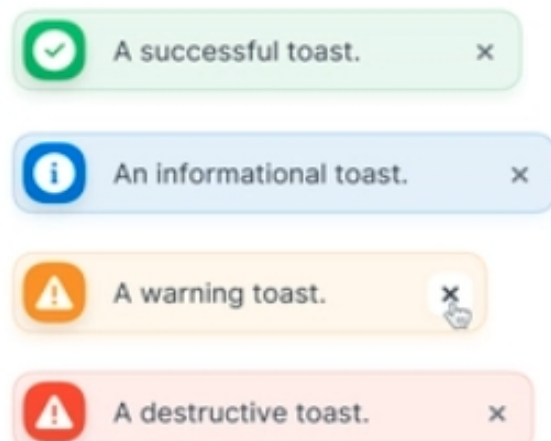 A successful toast.
An informational toast.
A warning toast.
A destructive toast.